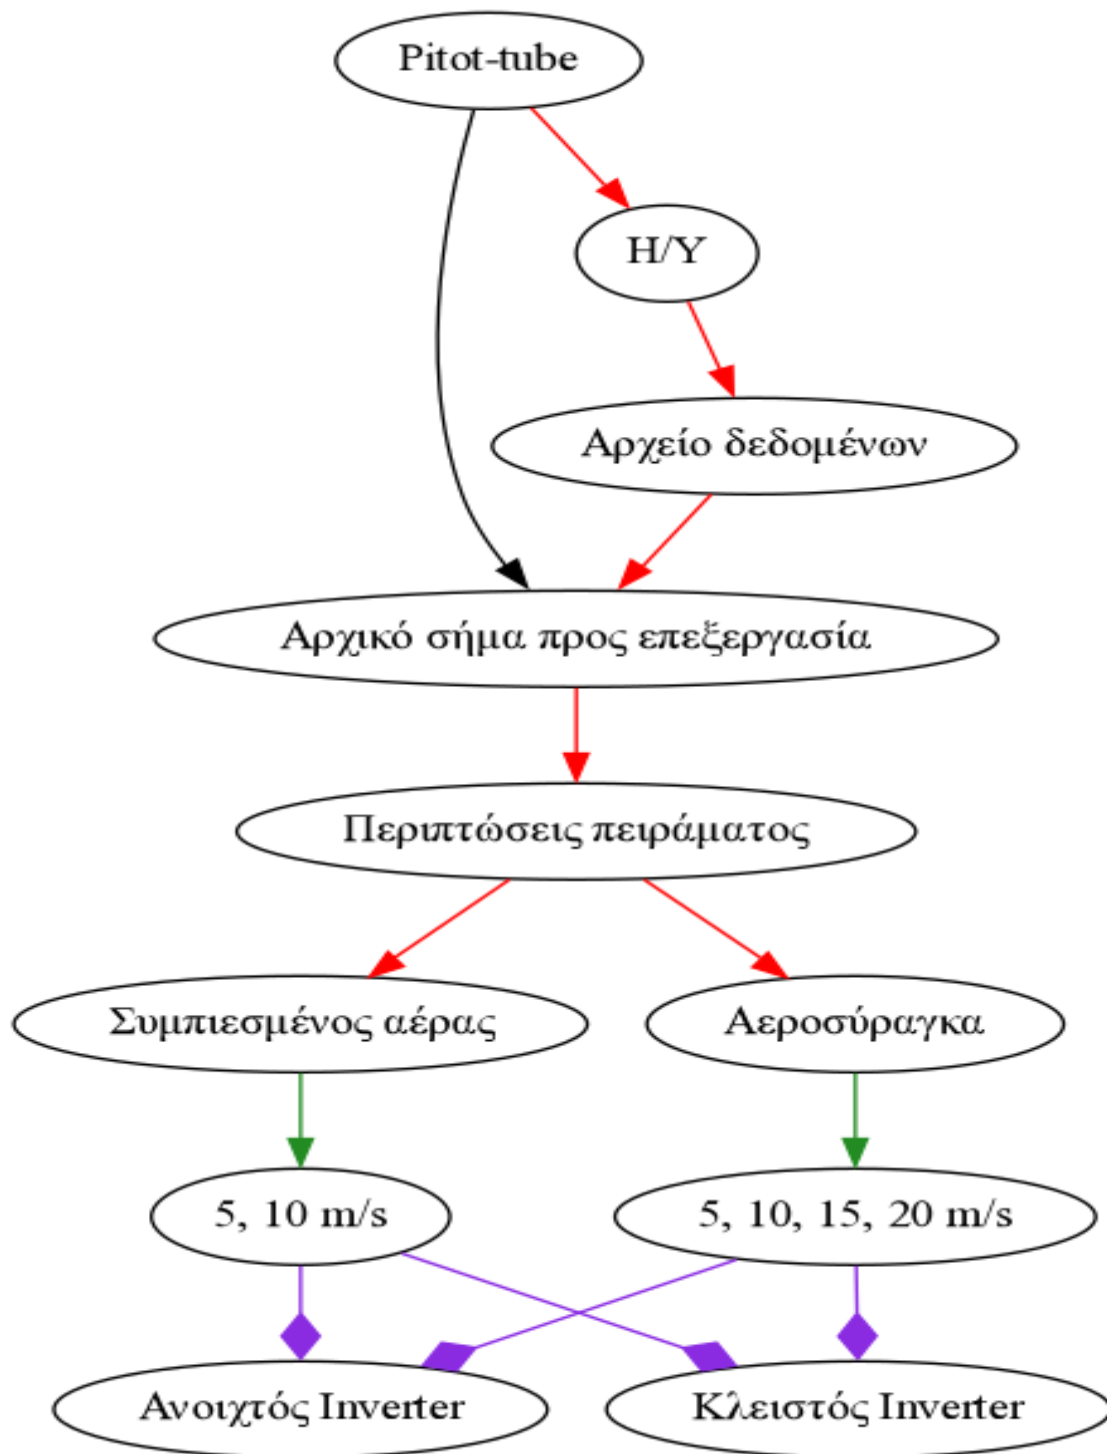 Pitot-tube
Η/Υ
Αρχείο δεδομένων
Αρχικό σήμα προς επεξεργασία
Περιπτώσεις πειράματος
Συμπιεσμένος αέρας
Αεροσύραγκα
5, 10 m/s
5, 10, 15, 20 m/s
Ανοιχτός Inverter
Κλειστός Inverter